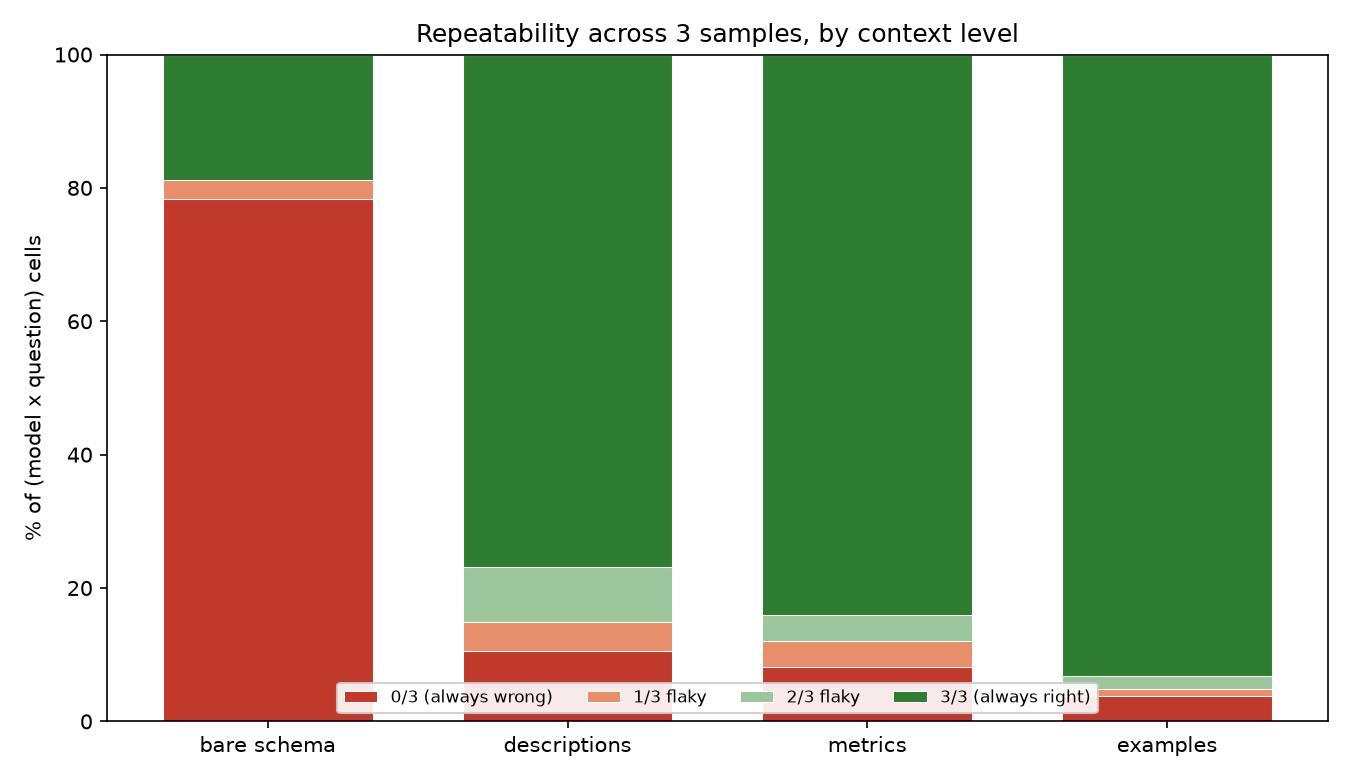 Repeatability across 3 samples, by context level
% of (model x question) cells
100
80
60
40
20
0
0/3 (always wrong) 1/3 flaky 2/3 flaky 3/3 (always right)
bare schema descriptions metrics examples